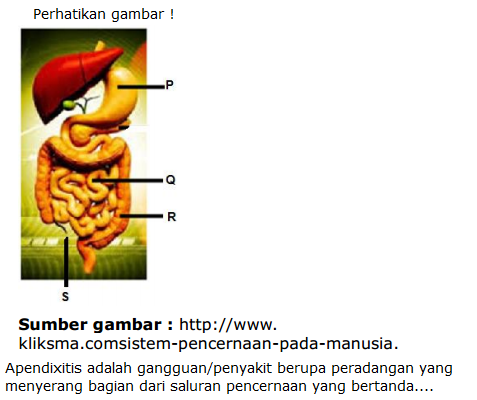 Perhatikan gambar !
P
Q
R
S
Sumber gambar : http://www.
kliksma.comsistem-pencernaan-pada-manusia.
Apendixitis adalah gangguan/penyakit berupa peradangan yang
menyerang bagian dari saluran pencernaan yang bertanda....